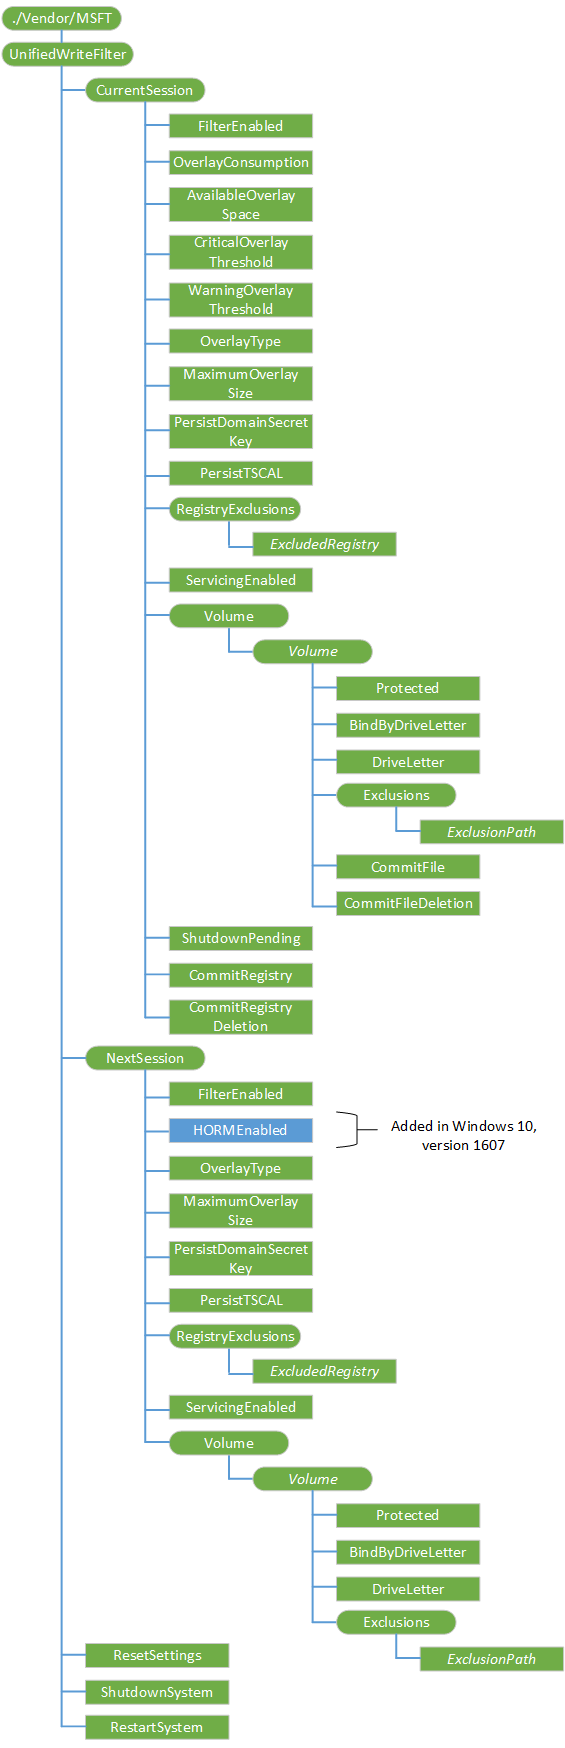 ./Vendor/MSFT
UnifiedWriteFilter
CurrentSession
FilterEnabled
OverlayConsumption
AvailableOverlay
Space
CriticalOverlay
Threshold
WarningOverlay
Threshold
OverlayType
MaximumOverlay
Size
PersistDomainSecret
Key
PersistTSCAL
RegistryExclusions
ExcludedRegistry
ServicingEnabled
Volume
Volume
Protected
BindByDriveLetter
DriveLetter
Exclusions
ExclusionPath
CommitFile
CommitFileDeletion
ShutdownPending
CommitRegistry
CommitRegistry
Deletion
NextSession
FilterEnabled
HORMEnabled
Added in Windows 10,
version 1607
OverlayType
MaximumOverlay
Size
PersistDomainSecret
Key
PersistTSCAL
RegistryExclusions
ExcludedRegistry
ServicingEnabled
Volume
Volume
Protected
BindByDriveLetter
DriveLetter
Exclusions
ExclusionPath
ResetSettings
ShutdownSystem
RestartSystem